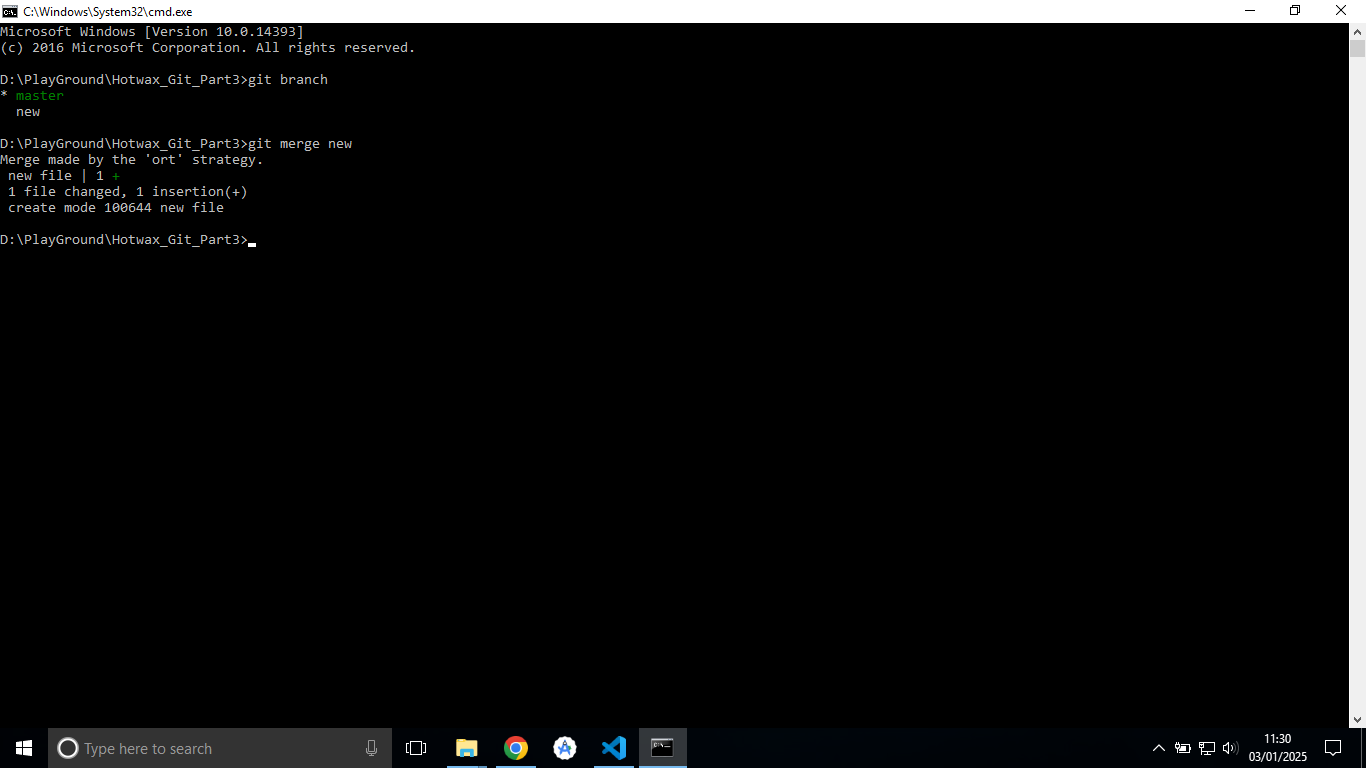 C:\Windows\System32\cmd.exe
Microsoft Windows [Version 10.0.14393]
(c) 2016 Microsoft Corporation. All rights reserved.
D:\PlayGround\Hotwax_Git_Part3>git branch
* master
  new
D:\PlayGround\Hotwax_Git_Part3>git merge new
Merge made by the 'ort' strategy.
 new file | 1 +
 1 file changed, 1 insertion(+)
 create mode 100644 new file
D:\PlayGround\Hotwax_Git_Part3>
Type here to search
11:30
03/01/2025